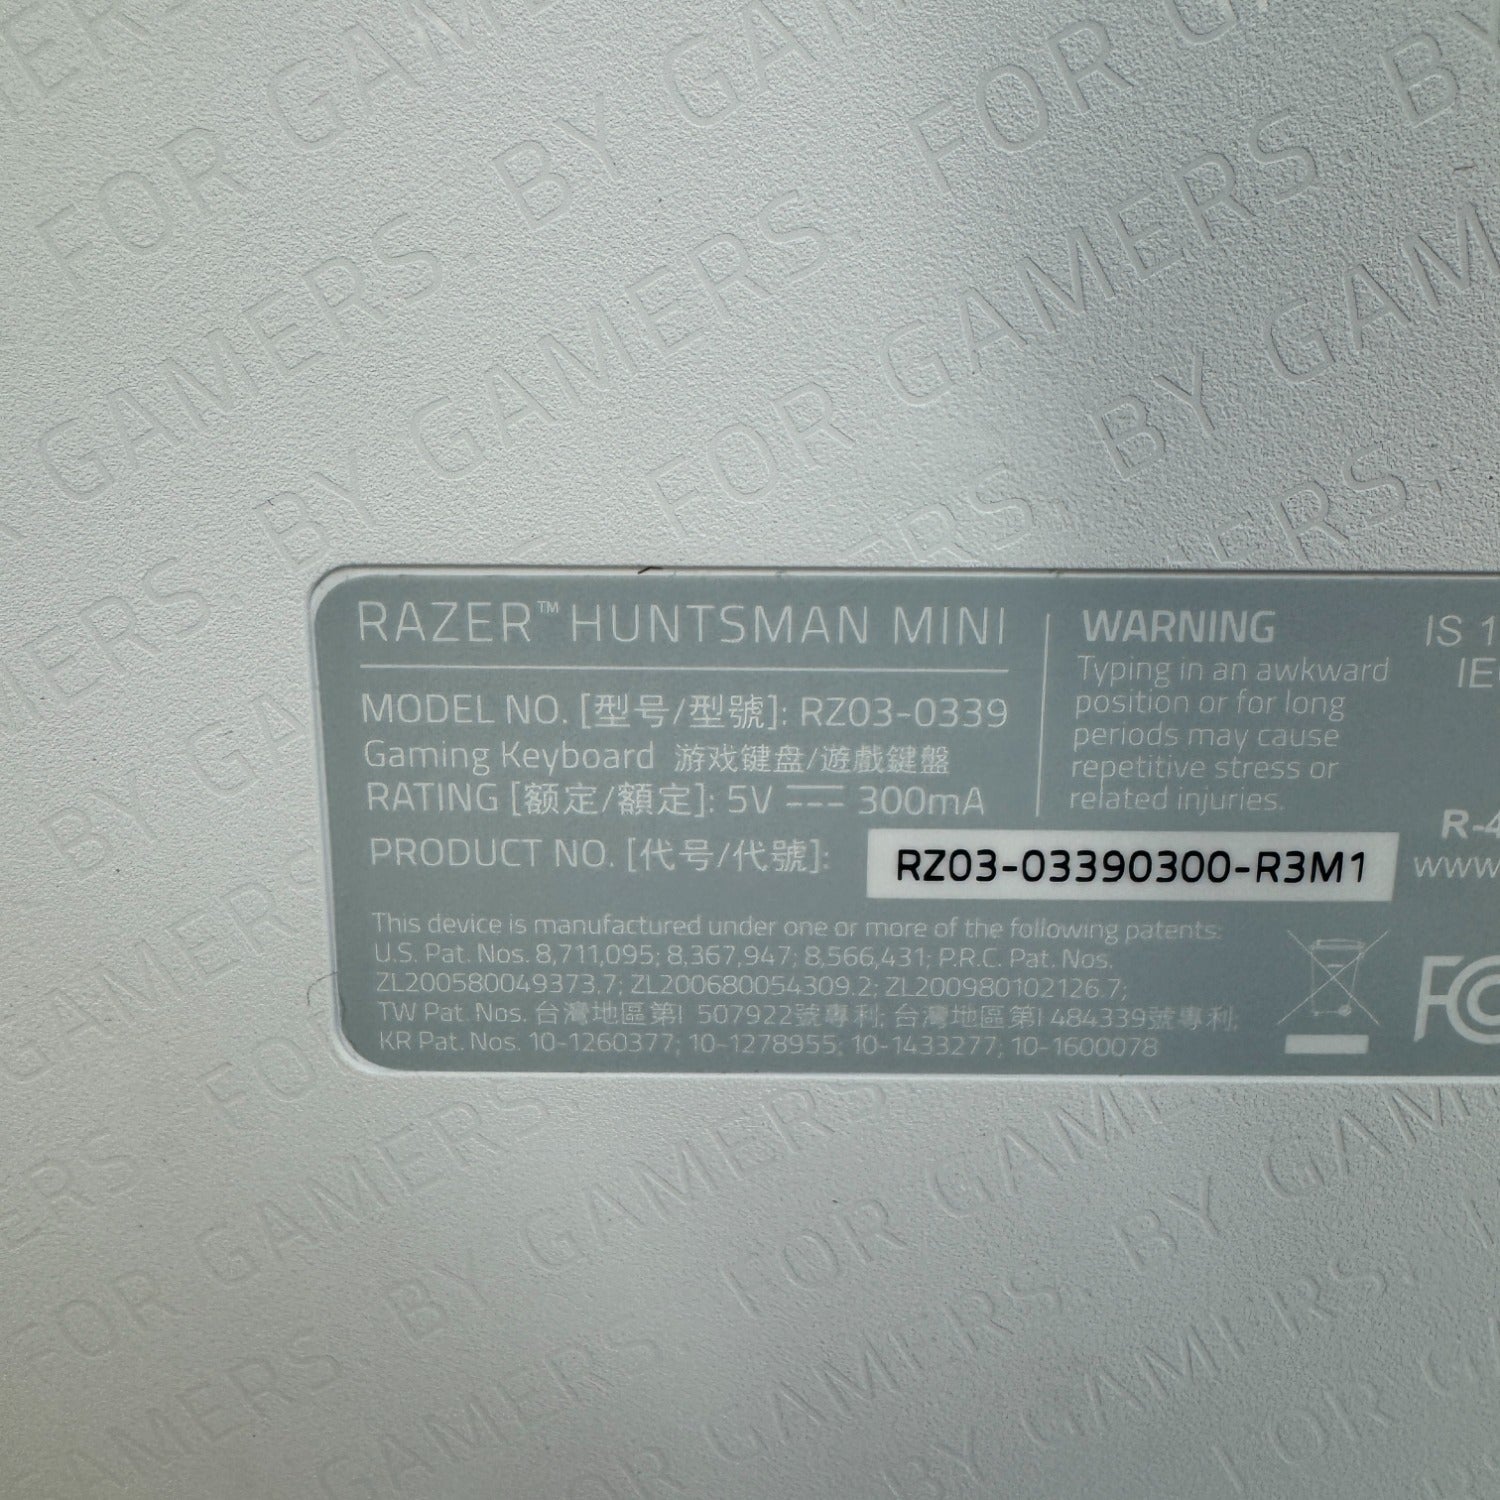 RAZER™ HUNTSMAN MINI
MODEL NO. [型号/型號]: RZ03-0339
Gaming Keyboard 游戏键盘/遊戲鍵盤
RATING [额定/額定]: 5V ⎓ 300mA
PRODUCT NO. [代号/代號]: RZ03-03390300-R3M1
This device is manufactured under one or more of the following patents:
U.S. Pat. Nos. 8,711,095; 8,367,947; 8,566,431; P.R.C. Pat. Nos.
ZL200580049373.7; ZL200680054309.2; ZL200980102126.7;
TW Pat. Nos. 台灣地區第I 507922號專利; 台灣地區第I 484339號專利;
KR Pat. Nos. 10-1260377; 10-1278955; 10-1433277; 10-1600078
WARNING
Typing in an awkward
position or for long
periods may cause
repetitive stress or
related injuries.
IS 1
IE
R-4
www
FC
FOR GAMERS. BY GAMERS.